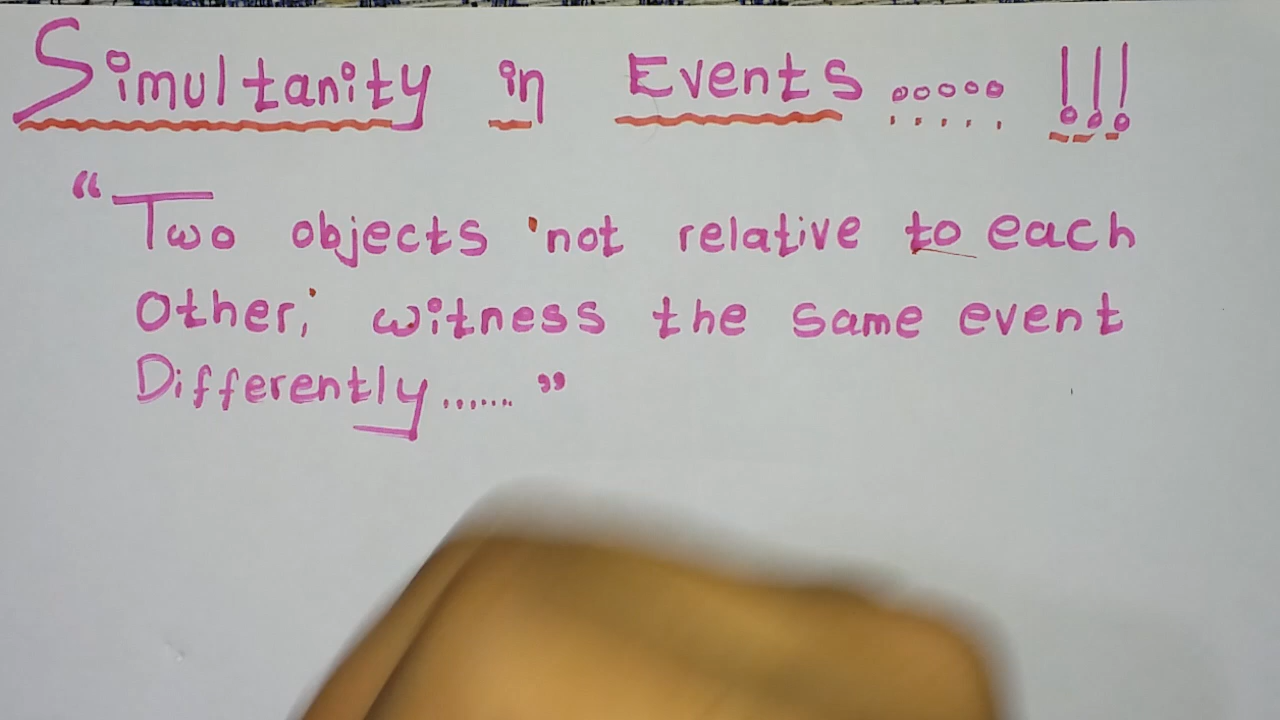 Simultanity in Events ..... !!!
“Two objects not relative to each
Other; witness the same event
Differently......”